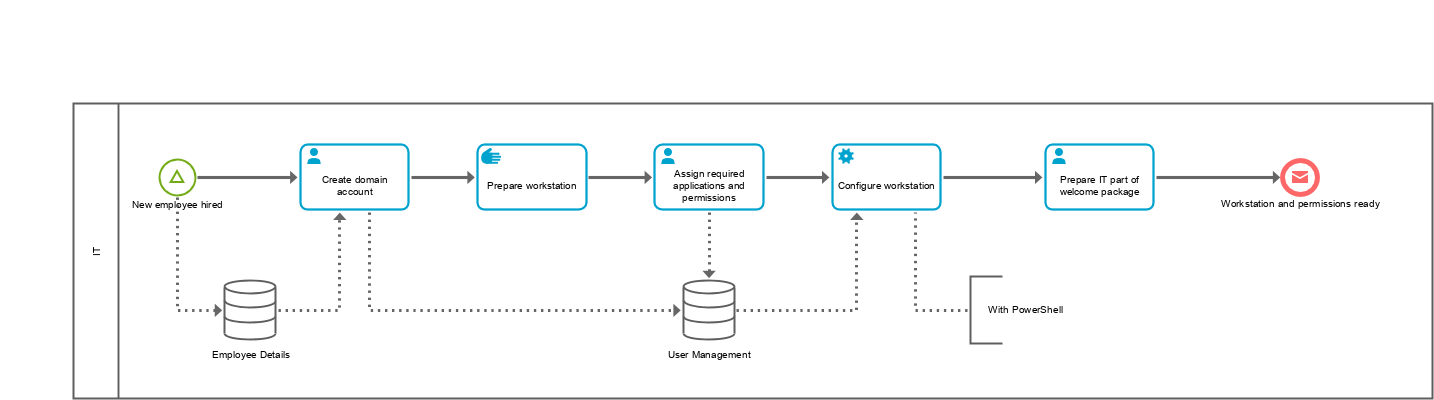 IT
New employee hired
Create domain
account
Prepare workstation
Assign required
applications and
permissions
Configure workstation
Prepare IT part of
welcome package
Workstation and permissions ready
Employee Details
User Management
With PowerShell